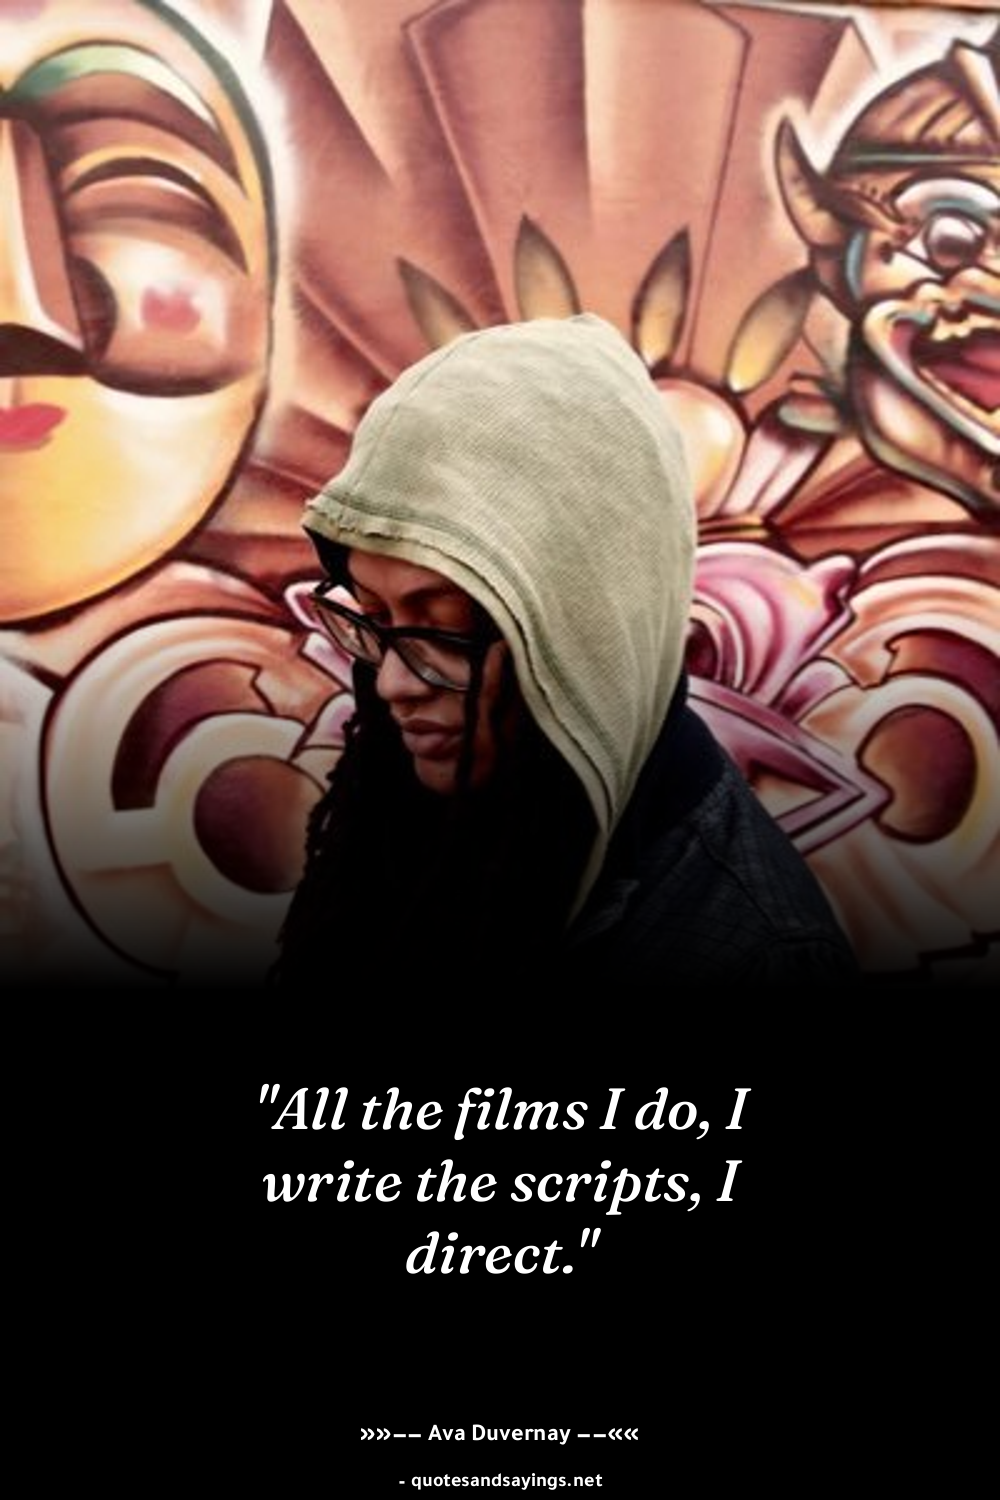 "All the films I do, I
write the scripts, I
direct."
»»−− Ava Duvernay −−««
- quotesandsayings.net